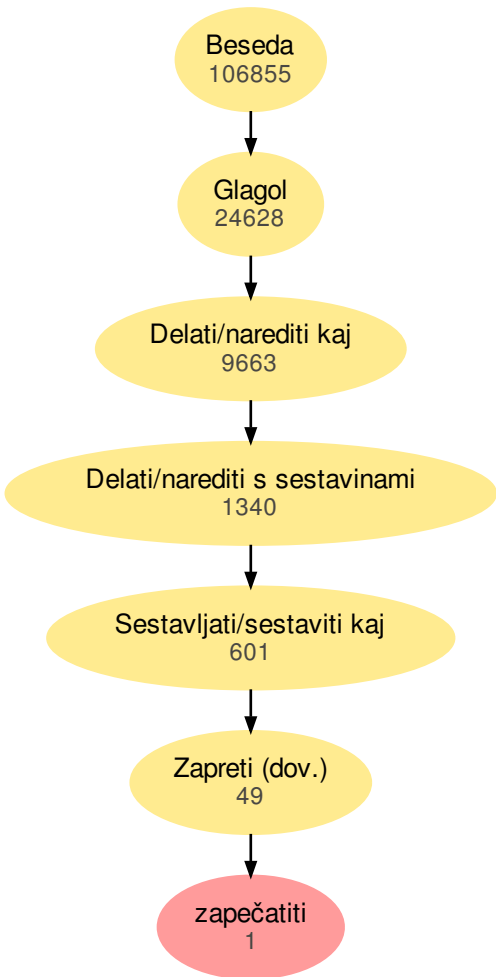 Beseda
106855
Glagol
24628
Delati/narediti kaj
9663
Delati/narediti s sestavinami
1340
Sestavljati/sestaviti kaj
601
Zapreti (dov.)
49
zapečatiti
1